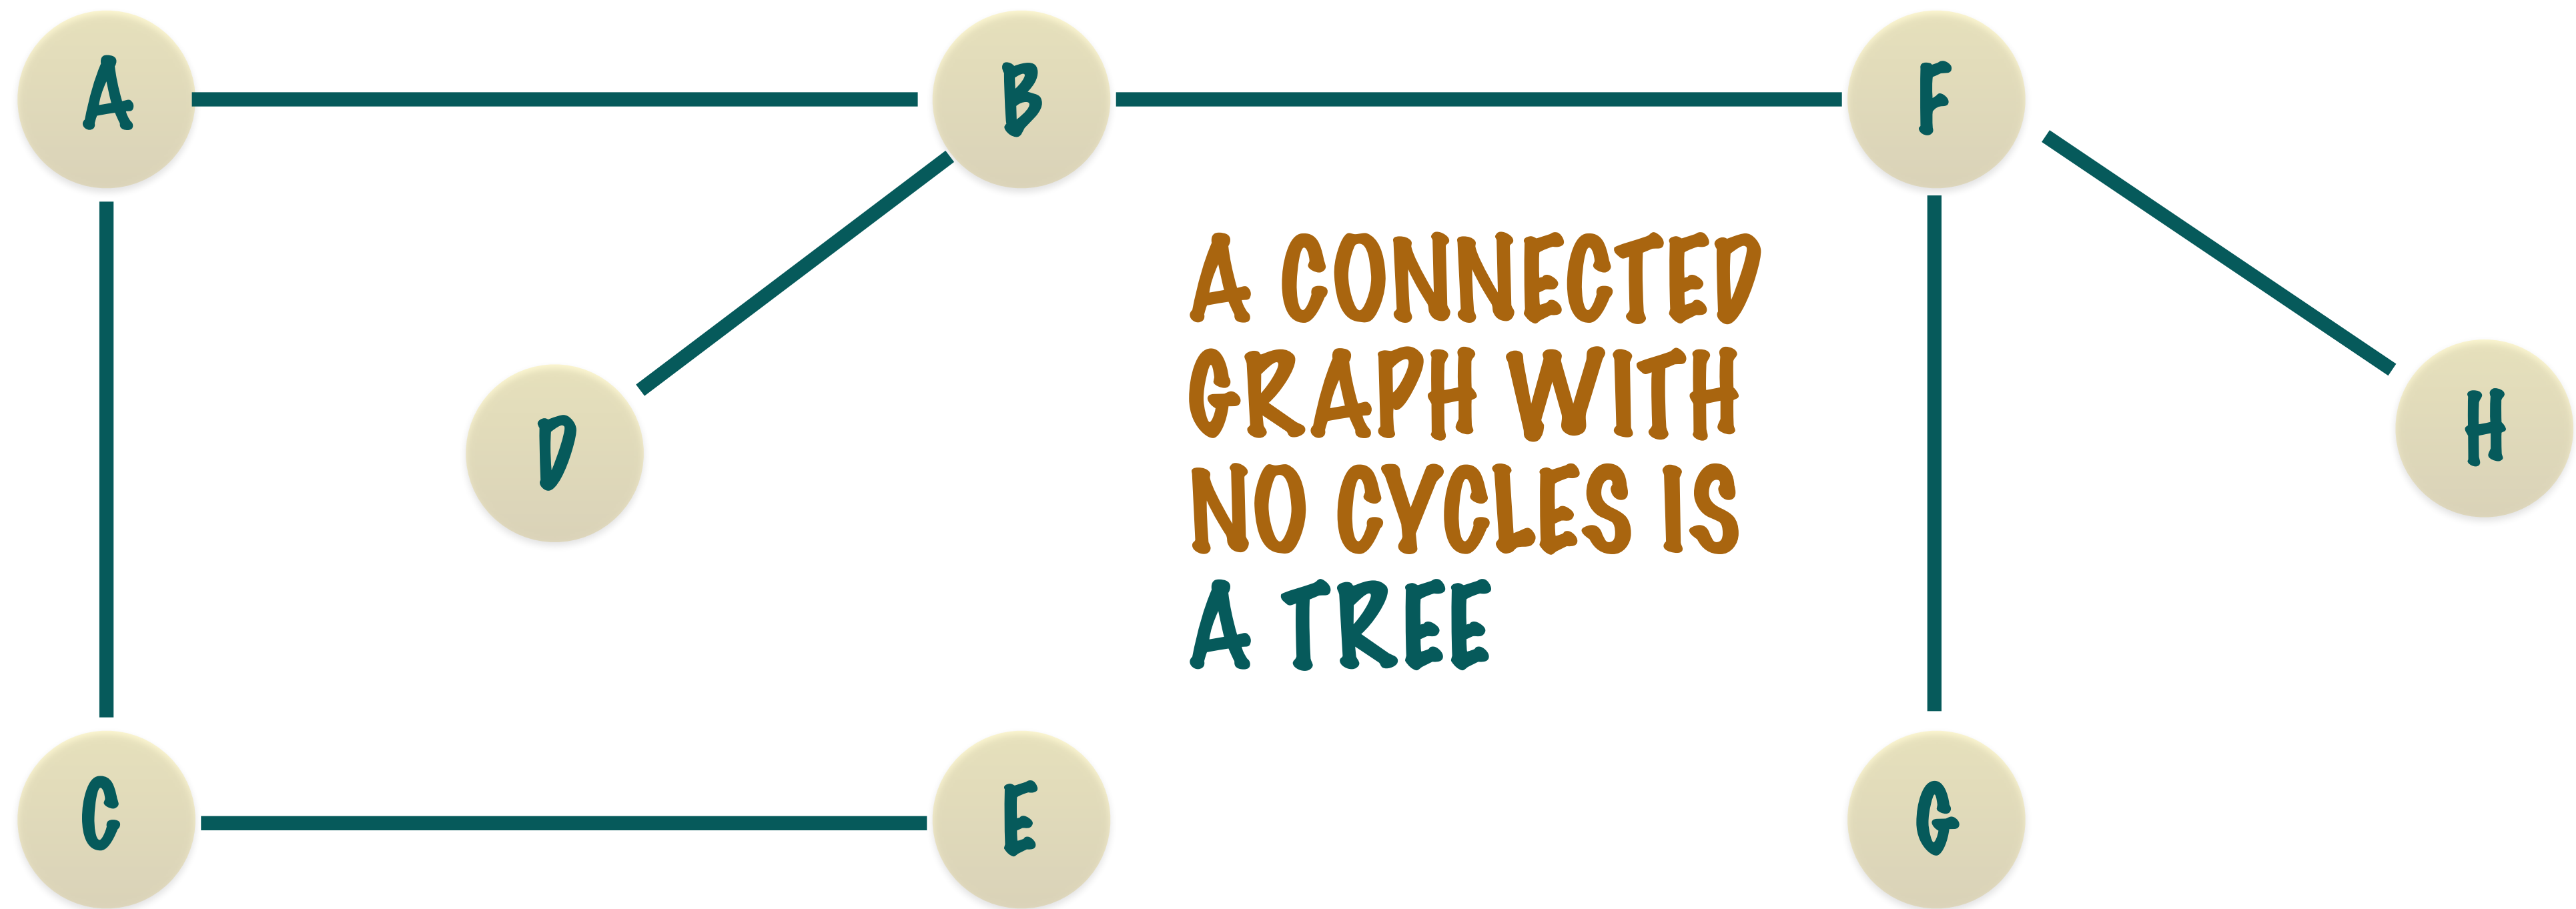 A
B
F
A CONNECTED
GRAPH WITH
NO CYCLES IS
A TREE
D
H
C
E
G